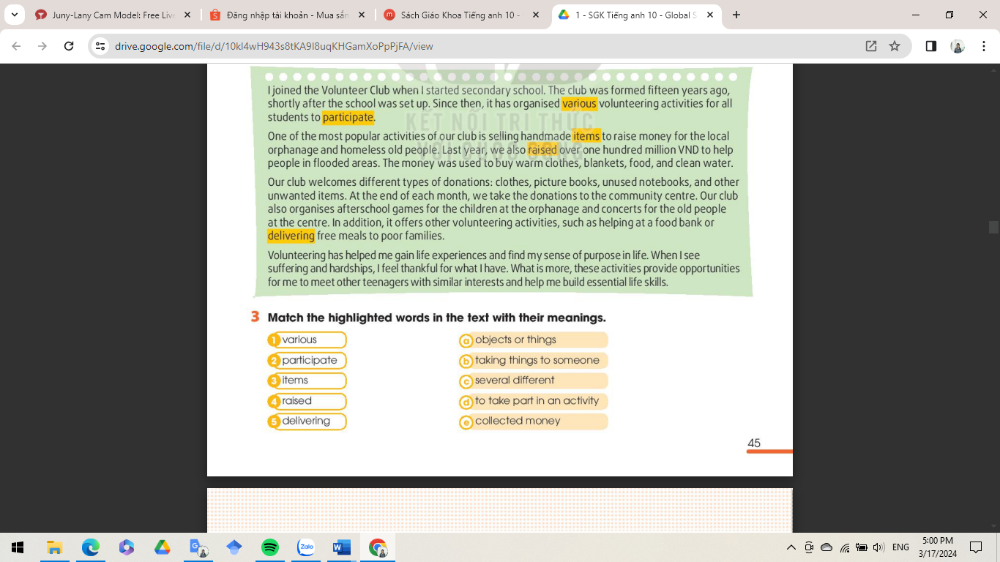 Juny-Lany Cam Model: Free Live
Đăng nhập tài khoản - Mua sắm
Sách Giáo Khoa Tiếng anh 10 -
1 - SGK Tiếng anh 10 - Global S
drive.google.com/file/d/10kl4wH943s8tKA9I8uqKHGamXoPpPjFA/view
I joined the Volunteer Club when I started secondary school. The club was formed fifteen years ago,
shortly after the school was set up. Since then, it has organised various volunteering activities for all
students to participate.
KẾT NỐI TRI THỨC
One of the most popular activities of our club is selling handmade items to raise money for the local
orphanage and homeless old people. Last year, we also raised over one hundred million VND to help
VỚI CUỘC SỐNG
people in flooded areas. The money was used to buy warm clothes, blankets, food, and clean water.
Our club welcomes different types of donations: clothes, picture books, unused notebooks, and other
unwanted items. At the end of each month, we take the donations to the community centre. Our club
also organises afterschool games for the children at the orphanage and concerts for the old people
at the centre. In addition, it offers other volunteering activities, such as helping at a food bank or
delivering free meals to poor families.
Volunteering has helped me gain life experiences and find my sense of purpose in life. When I see
suffering and hardships, I feel thankful for what I have. What is more, these activities provide opportunities
for me to meet other teenagers with similar interests and help me build essential life skills.
3 Match the highlighted words in the text with their meanings.
1 various
a objects or things
2 participate
b taking things to someone
3 items
c several different
4 raised
d to take part in an activity
5 delivering
e collected money
45
Zalo
ENG
5:00 PM
3/17/2024